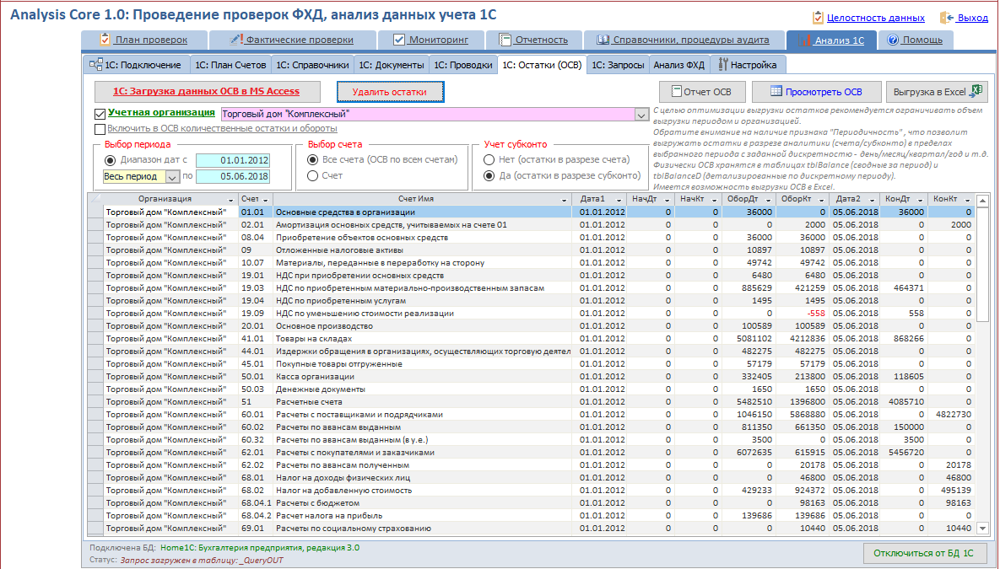 Analysis Core 1.0: Проведение проверок ФХД, анализ данных учета 1С
Целостность данных Выход
План проверок Фактические проверки Мониторинг Отчетность Справочники, процедуры аудита Анализ 1С Помощь
1С: Подключение 1С: План Счетов 1С: Справочники 1С: Документы 1С: Проводки 1С: Остатки (ОСВ) 1С: Запросы Анализ ФХД Настройка
1С: Загрузка данных ОСВ в MS Access Удалить остатки Отчет ОСВ Просмотреть ОСВ Выгрузка в Excel
Учетная организация Торговый дом "Комплексный"
Включить в ОСВ количественные остатки и обороты
С целью оптимизации выгрузки остатков рекомендуется ограничивать объем
выгрузки периодом и организацией.
Обратите внимание на наличие признака "Периодичность" , что позволит
выгружать остатки в разрезе аналитики (счета/субконто) в пределах
выбранного периода с заданной дискретностью - день/месяц/квартал/год и т.д.
Физически ОСВ хранятся в таблицах tblBalance (сводные за период) и
tblBalanceD (детализированные по дискретному периоду).
Имеется возможность выгрузки ОСВ в Excel.
Выбор периода
Диапазон дат с 01.01.2012
Весь период по 05.06.2018
Выбор счета
Все счета (ОСВ по всем счетам)
Счет
Учет субконто
Нет (остатки в разрезе счета)
Да (остатки в разрезе субконто)
Организация Счет Счет Имя Дата1 НачДт НачКт ОборДт ОборКт Дата2 КонДт КонКт
Торговый дом "Комплексный" 01.01 Основные средства в организации 01.01.2012 0 0 36000 0 05.06.2018 36000 0
Торговый дом "Комплексный" 02.01 Амортизация основных средств, учитываемых на счете 01 01.01.2012 0 0 0 2000 05.06.2018 0 2000
Торговый дом "Комплексный" 08.04 Приобретение объектов основных средств 01.01.2012 0 0 36000 36000 05.06.2018 0 0
Торговый дом "Комплексный" 09 Отложенные налоговые активы 01.01.2012 0 0 10897 10897 05.06.2018 0 0
Торговый дом "Комплексный" 10.07 Материалы, переданные в переработку на сторону 01.01.2012 0 0 49742 49742 05.06.2018 0 0
Торговый дом "Комплексный" 19.01 НДС при приобретении основных средств 01.01.2012 0 0 6480 6480 05.06.2018 0 0
Торговый дом "Комплексный" 19.03 НДС по приобретенным материально-производственным запасам 01.01.2012 0 0 885629 421259 05.06.2018 464371 0
Торговый дом "Комплексный" 19.04 НДС по приобретенным услугам 01.01.2012 0 0 1495 1495 05.06.2018 0 0
Торговый дом "Комплексный" 19.09 НДС по уменьшению стоимости реализации 01.01.2012 0 0 0 -558 05.06.2018 558 0
Торговый дом "Комплексный" 20.01 Основное производство 01.01.2012 0 0 100589 100589 05.06.2018 0 0
Торговый дом "Комплексный" 41.01 Товары на складах 01.01.2012 0 0 5081102 4212836 05.06.2018 868266 0
Торговый дом "Комплексный" 44.01 Издержки обращения в организациях, осуществляющих торговую деятел 01.01.2012 0 0 482275 482275 05.06.2018 0 0
Торговый дом "Комплексный" 45.01 Покупные товары отгруженные 01.01.2012 0 0 57179 57179 05.06.2018 0 0
Торговый дом "Комплексный" 50.01 Касса организации 01.01.2012 0 0 332405 213800 05.06.2018 118605 0
Торговый дом "Комплексный" 50.03 Денежные документы 01.01.2012 0 0 1650 1650 05.06.2018 0 0
Торговый дом "Комплексный" 51 Расчетные счета 01.01.2012 0 0 5482510 1396800 05.06.2018 4085710 0
Торговый дом "Комплексный" 60.01 Расчеты с поставщиками и подрядчиками 01.01.2012 0 0 1046150 5868880 05.06.2018 0 4822730
Торговый дом "Комплексный" 60.02 Расчеты по авансам выданным 01.01.2012 0 0 811350 661350 05.06.2018 150000 0
Торговый дом "Комплексный" 60.32 Расчеты по авансам выданным (в у.е.) 01.01.2012 0 0 3500 0 05.06.2018 3500 0
Торговый дом "Комплексный" 62.01 Расчеты с покупателями и заказчиками 01.01.2012 0 0 6072635 615915 05.06.2018 5456720 0
Торговый дом "Комплексный" 62.02 Расчеты по авансам полученным 01.01.2012 0 0 0 20178 05.06.2018 0 20178
Торговый дом "Комплексный" 68.01 Налог на доходы физических лиц 01.01.2012 0 0 0 46800 05.06.2018 0 46800
Торговый дом "Комплексный" 68.02 Налог на добавленную стоимость 01.01.2012 0 0 429233 924372 05.06.2018 0 495139
Торговый дом "Комплексный" 68.04.1 Расчеты с бюджетом 01.01.2012 0 0 0 98163 05.06.2018 0 98163
Торговый дом "Комплексный" 68.04.2 Расчет налога на прибыль 01.01.2012 0 0 139686 139686 05.06.2018 0 0
Торговый дом "Комплексный" 69.01 Расчеты по социальному страхованию 01.01.2012 0 0 0 10440 05.06.2018 0 10440
Подключена БД: Home1C: Бухгалтерия предприятия, редакция 3.0
Статус: Запрос загружен в таблицу:_QueryOUT
Отключиться от БД 1С